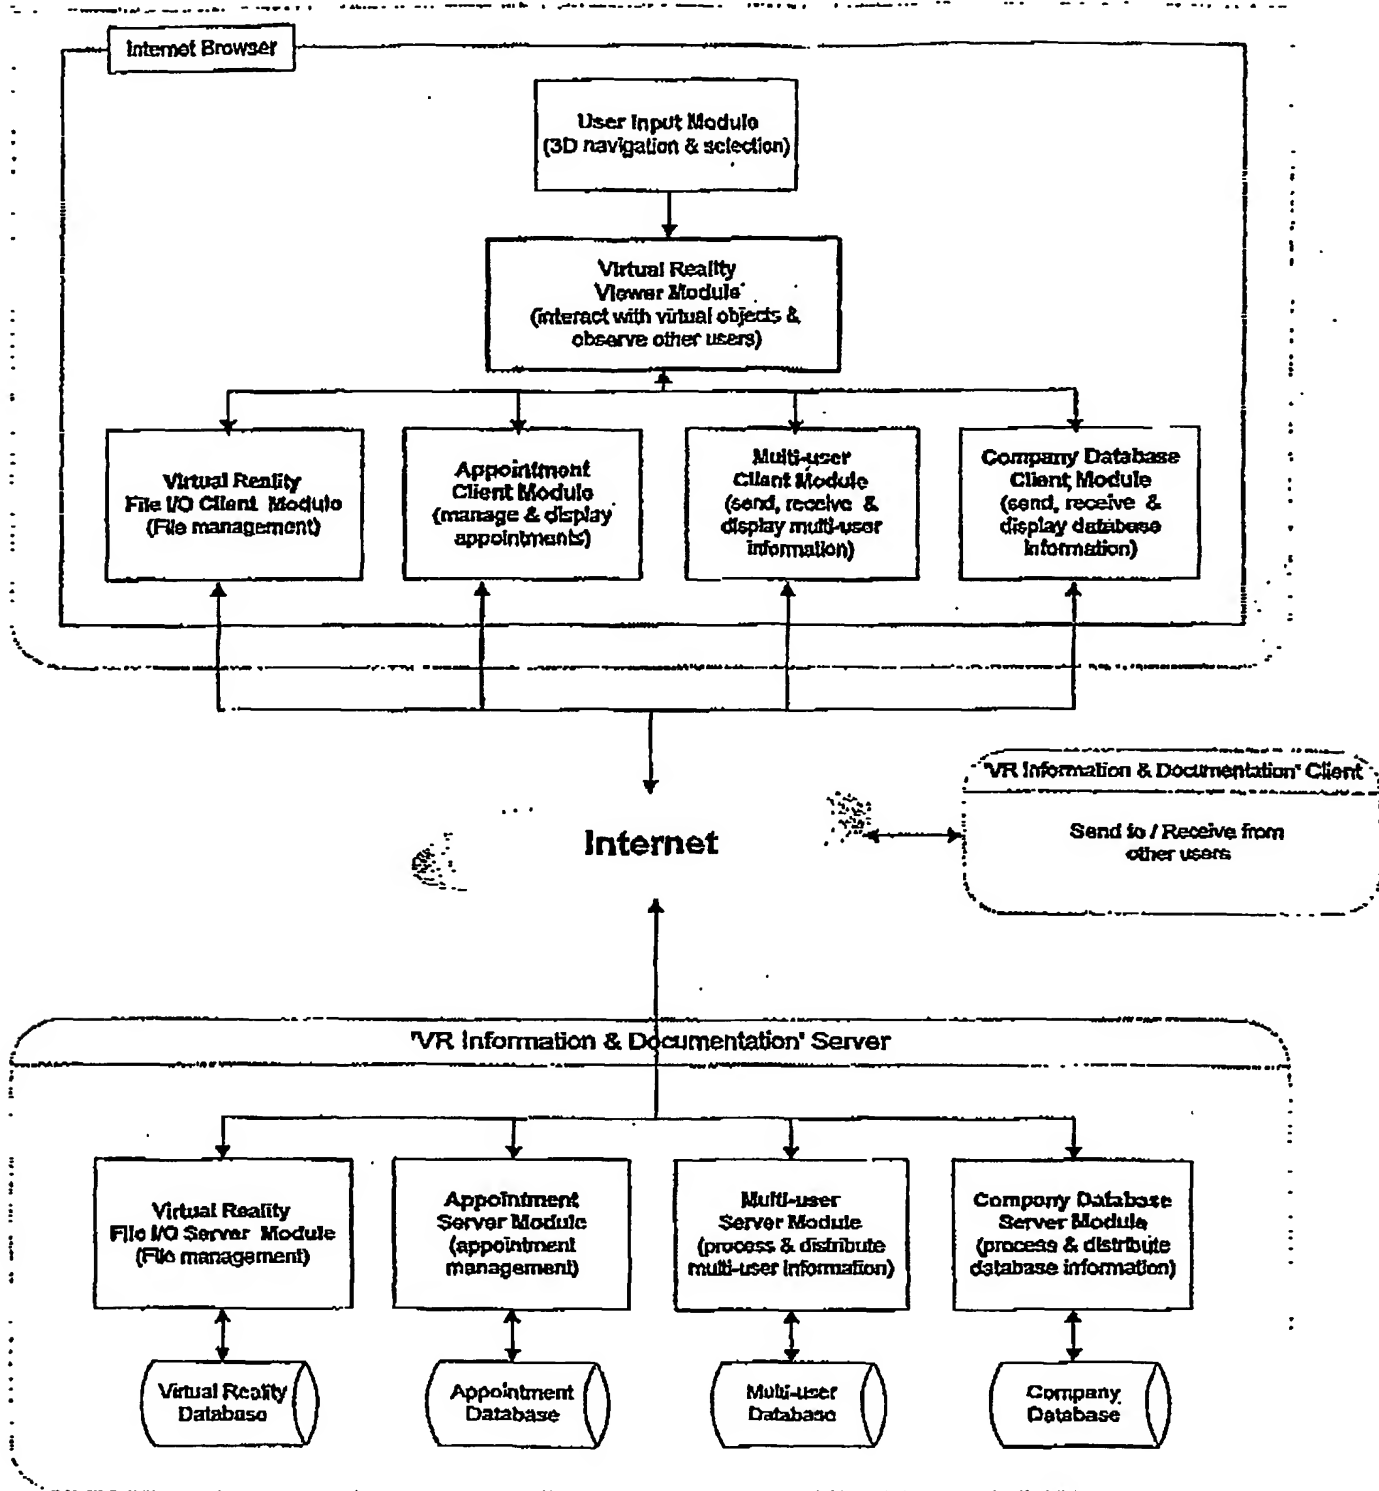 Internet Browser
User Input Module
(3D navigation & selection)
Virtual Reality
Viewer Module
(interact with virtual objects &
observe other users)
Virtual Reality
File I/O Client Module
(File management)
Appointment
Client Module
(manage & display
appointments)
Multi-user
Client Module
(send, receive &
display multi-user
information)
Company Database
Client Module
(send, receive &
display database
information)
Internet
'VR Information & Documentation' Client
Send to / Receive from
other users
'VR Information & Documentation' Server
Virtual Reality
File I/O Server Module
(File management)
Appointment
Server Module
(appointment
management)
Multi-user
Server Module
(process & distribute
multi-user information)
Company Database
Server Module
(process & distribute
database information)
Virtual Reality
Database
Appointment
Database
Multi-user
Database
Company
Database